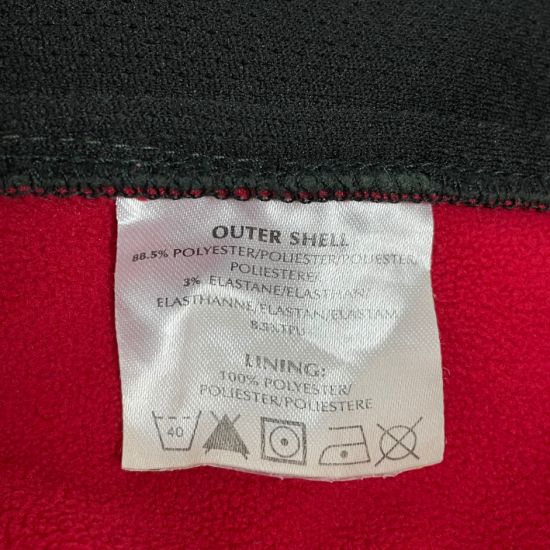 OUTER SHELL
88.5% POLYESTER/POLIESTER/POLIESTER,
POLIESTERE/
3% ELASTANE/ELASTHAN/
ELASTHANNE/ELASTAN/ELASTAM
8.5% TPU
LINING:
100% POLYESTER/
POLIESTER/POLIESTERE
40